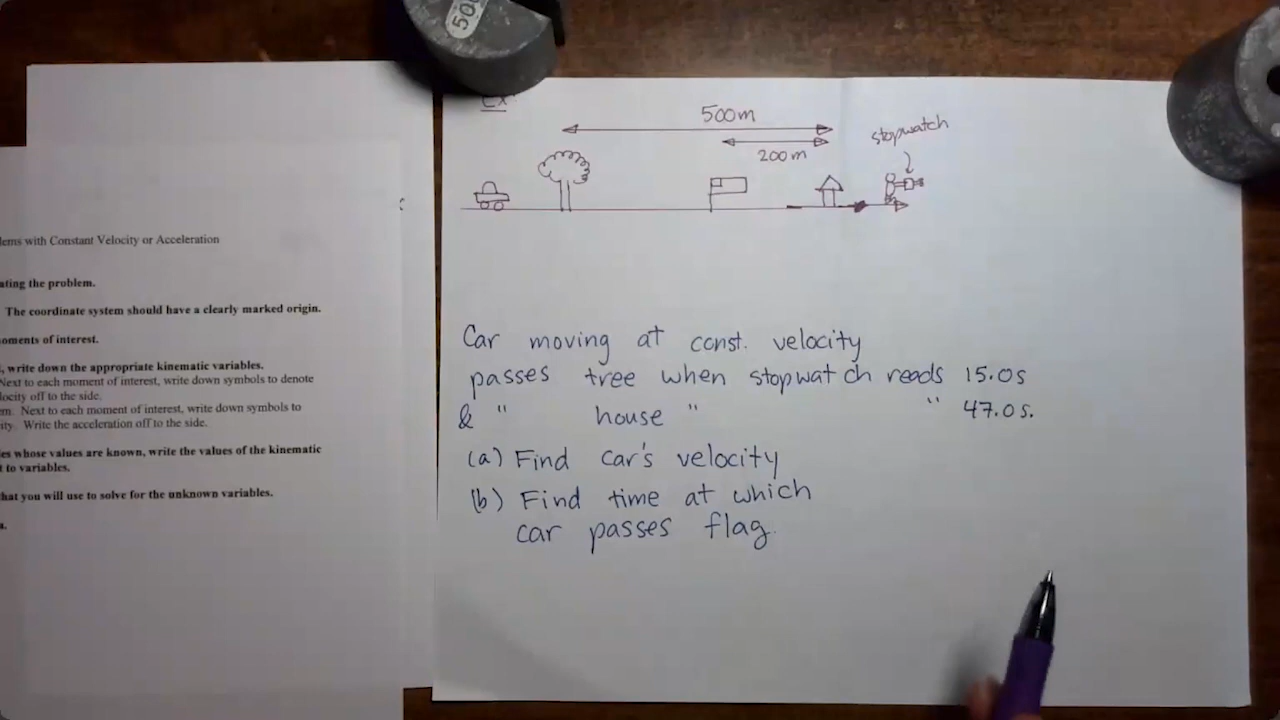 500
Ex
500m
200m
stopwatch
lems with Constant Velocity or Acceleration
ating the problem.
The coordinate system should have a clearly marked origin.
oments of interest.
, write down the appropriate kinematic variables.
Next to each moment of interest, write down symbols to denote
locity off to the side.
em. Next to each moment of interest, write down symbols to
ity. Write the acceleration off to the side.
es whose values are known, write the values of the kinematic
t to variables.
hat you will use to solve for the unknown variables.
a.
Car moving at const. velocity
passes tree when stopwatch reads 15.0s
& " house " " 47.0s.
(a) Find car's velocity
(b) Find time at which
car passes flag.